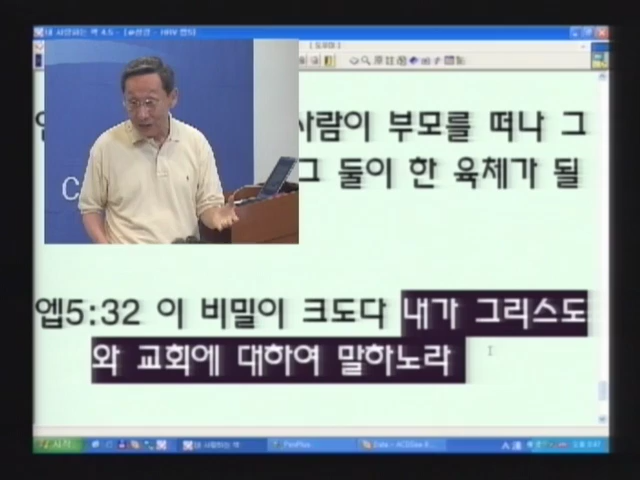 사람이 부모를 떠나 그
그 둘이 한 육체가 될
엡5:32 이 비밀이 크도다 내가 그리스도
와 교회에 대하여 말하노라
시작